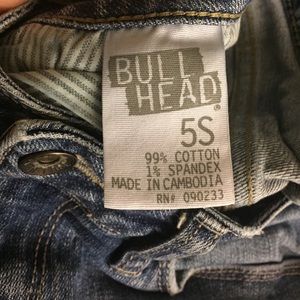 BULL
HEAD®
5S
99% COTTON
1% SPANDEX
MADE IN CAMBODIA
RN# 090233